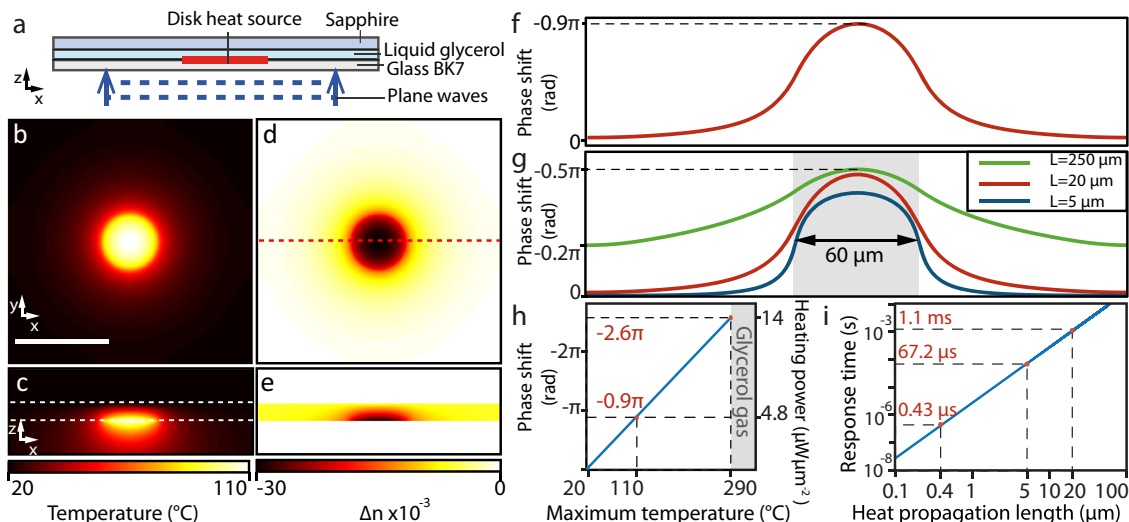 a
Disk heat source
Sapphire
Liquid glycerol
Glass BK7
Plane waves
z
x
b
y
x
c
z
x
20
110
Temperature (°C)
d
e
-30
0
Δn x10⁻³
f
Phase shift
(rad)
-0.9π
0
g
Phase shift
(rad)
-0.5π
-0.2π
0
L=250 µm
L=20 µm
L=5 µm
60 µm
h
Phase shift
(rad)
-2π
-π
-2.6π
-0.9π
Glycerol gas
14
4.8
Heating power
(µWµm⁻²)
20
110
290
Maximum temperature (°C)
i
Response time (s)
10⁻³
10⁻⁶
10⁻⁸
1.1 ms
67.2 µs
0.43 µs
0.1
0.4
1
5
10
20
100
Heat propagation length (µm)